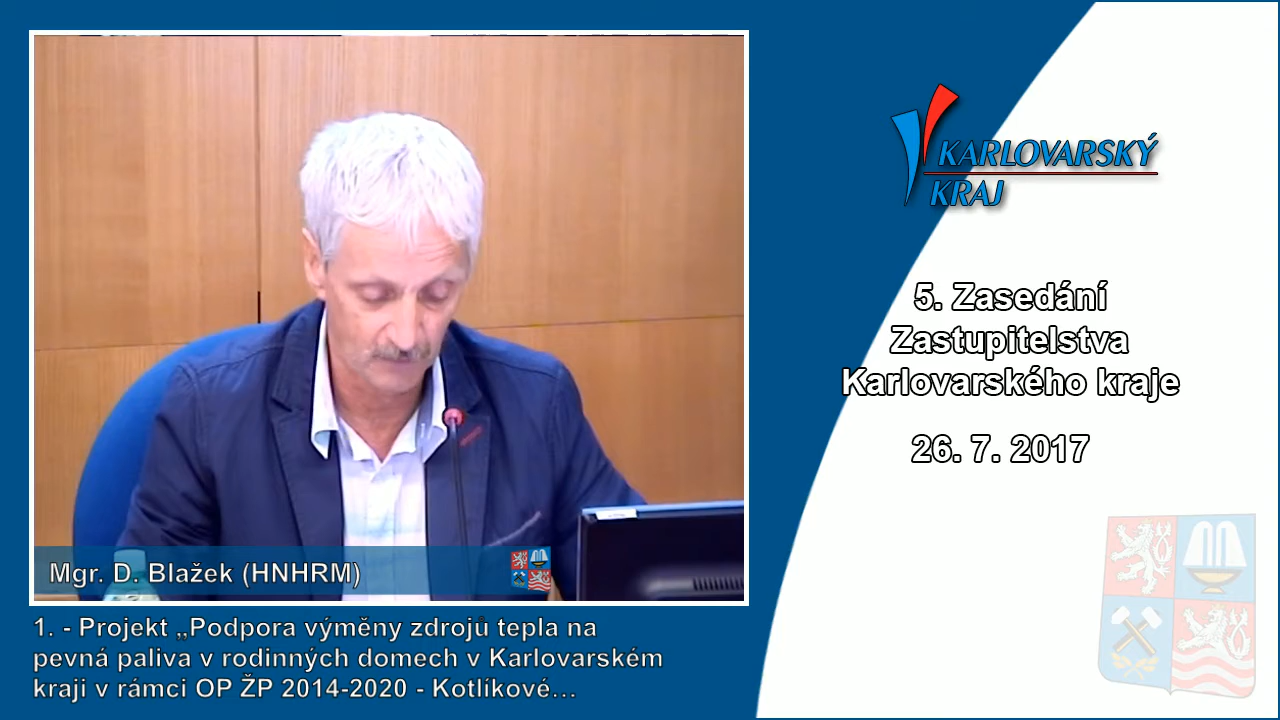 KARLOVARSKÝ
KRAJ
5. Zasedání
Zastupitelstva
Karlovarského kraje
26. 7. 2017
Mgr. D. Blažek (HNHRM)
1. - Projekt „Podpora výměny zdrojů tepla na
pevná paliva v rodinných domech v Karlovarském
kraji v rámci OP ŽP 2014-2020 - Kotlíkové...